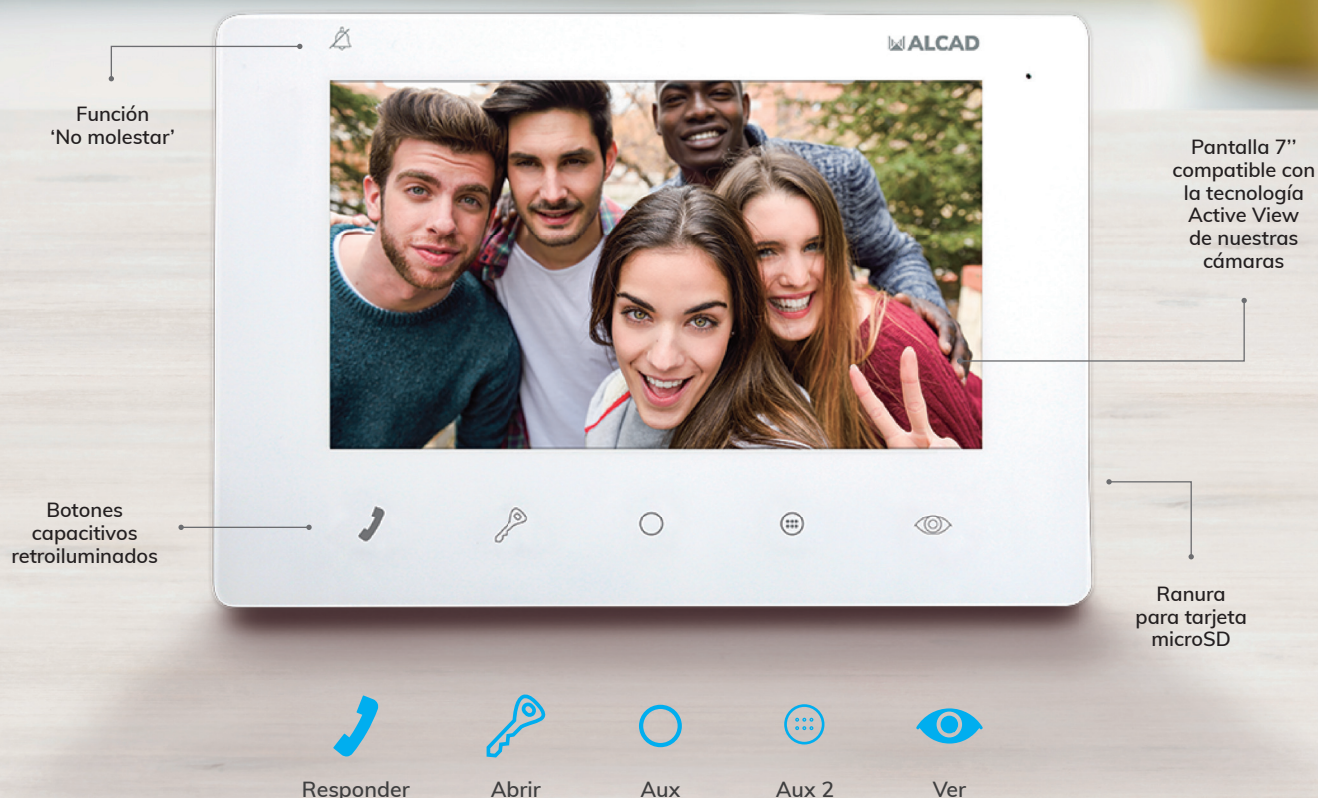 ALCAD
Función
‘No molestar’
Pantalla 7’’
compatible con
la tecnología
Active View
de nuestras
cámaras
Botones
capacitivos
retroiluminados
Ranura
para tarjeta
microSD
Responder
Abrir
Aux
Aux 2
Ver